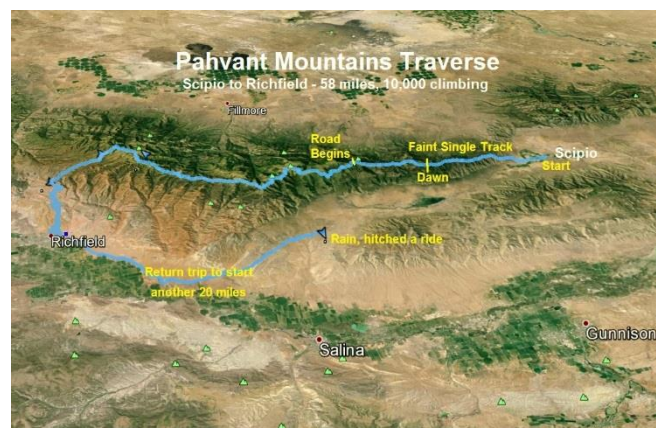 Pahvant Mountains Traverse
Scipio to Richfield - 58 miles, 10,000 climbing
Fillmore
Road
Begins
Faint Single Track
Scipio
Start
Dawn
Richfield
Rain, hitched a ride
Return trip to start
another 20 miles
Salina
Gunnison